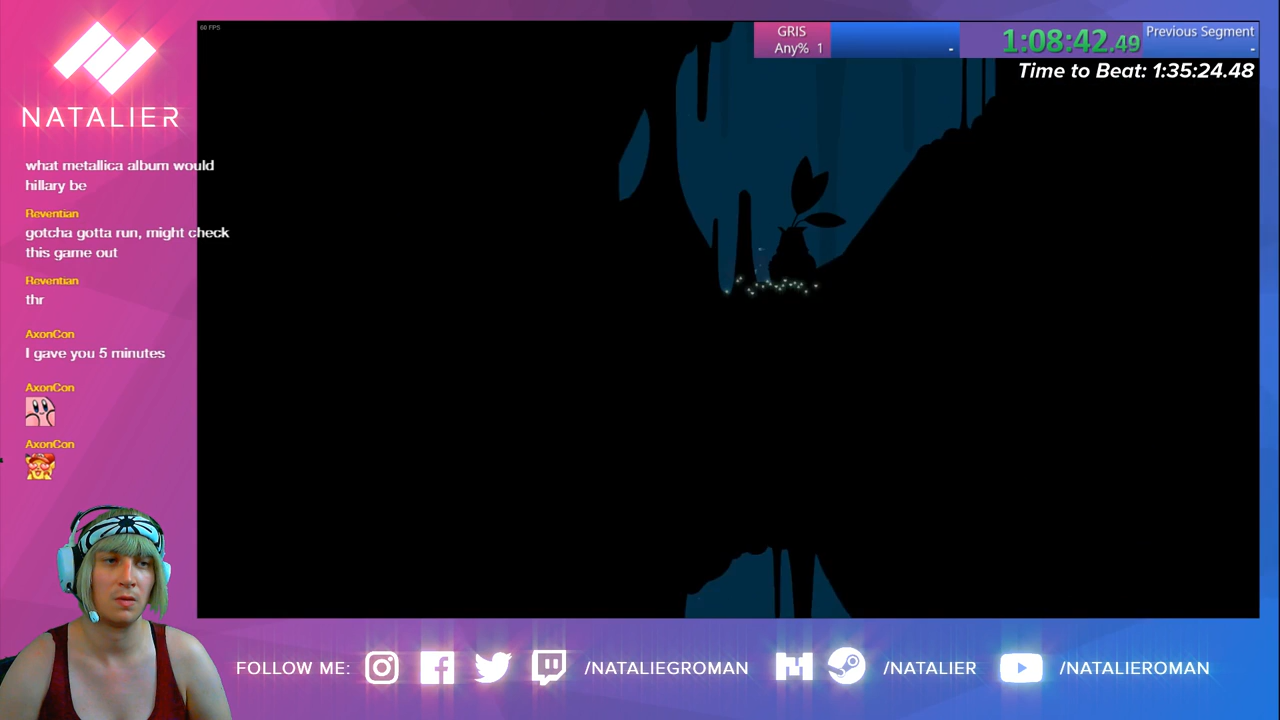 66 FPS
GRIS
Any% 1
-
1:08:42.49
Previous Segment
-
Time to Beat: 1:35:24.48
NATALIER
what metallica album would
hillary be
Reventian
gotcha gotta run, might check
this game out
Reventian
thr
AxonCon
I gave you 5 minutes
AxonCon
AxonCon
FOLLOW ME: /NATALIEGROMAN /NATALIER /NATALIEROMAN